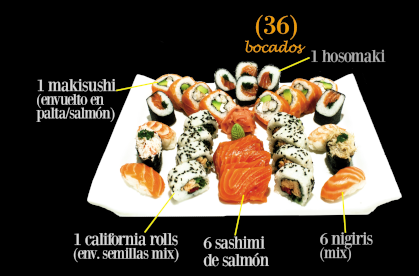 (36)
bocados
1 hosomaki
1 makisushi
(envuelto en
palta/salmón)
1 california rolls
(env. semillas mix)
6 sashimi
de salmón
6 nigiris
(mix)